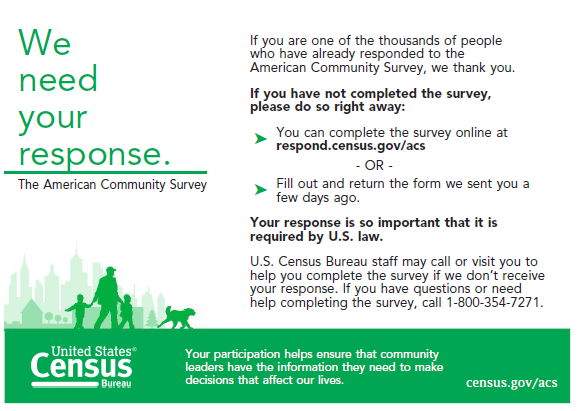 We
need
your
response.
The American Community Survey
If you are one of the thousands of people
who have already responded to the
American Community Survey, we thank you.
If you have not completed the survey,
please do so right away:
➤ You can complete the survey online at
respond.census.gov/acs
- OR -
➤ Fill out and return the form we sent you a
few days ago.
Your response is so important that it is
required by U.S. law.
U.S. Census Bureau staff may call or visit you to
help you complete the survey if we don’t receive
your response. If you have questions or need
help completing the survey, call 1-800-354-7271.
United States®
Census
Bureau
Your participation helps ensure that community
leaders have the information they need to make
decisions that affect our lives.
census.gov/acs